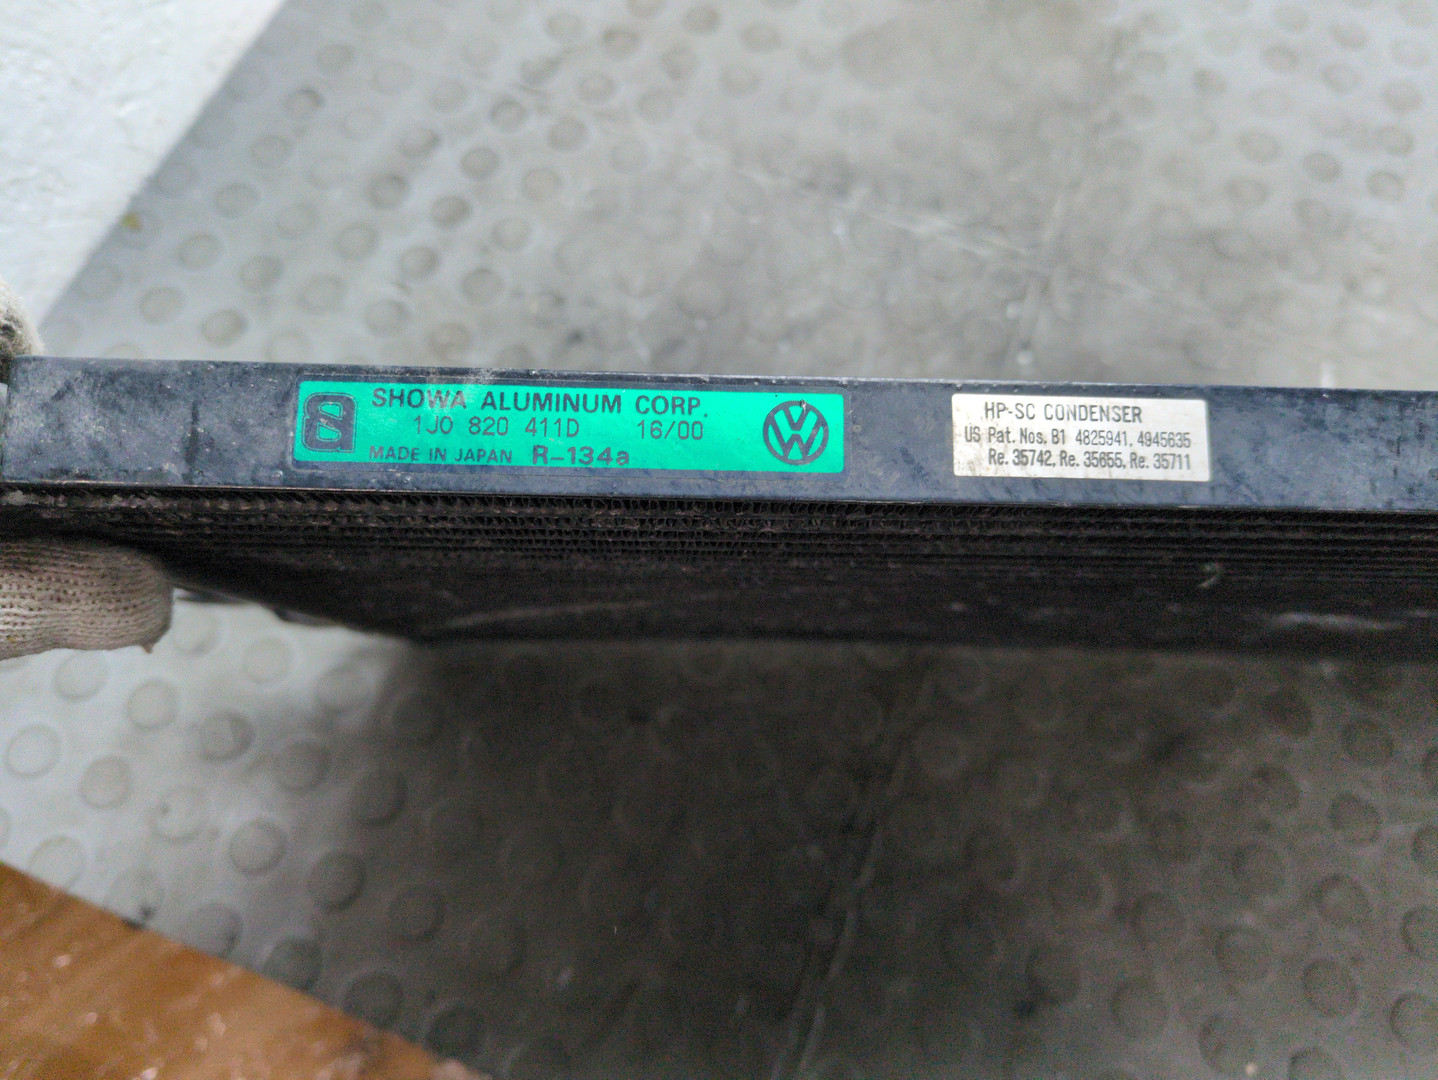 SHOWA ALUMINUM CORP.
1J0 820 411D 16/00
MADE IN JAPAN R-134a
HP-SC CONDENSER
US Pat. Nos. B1 4825941, 4945635
Re. 35742, Re. 35655, Re. 35711